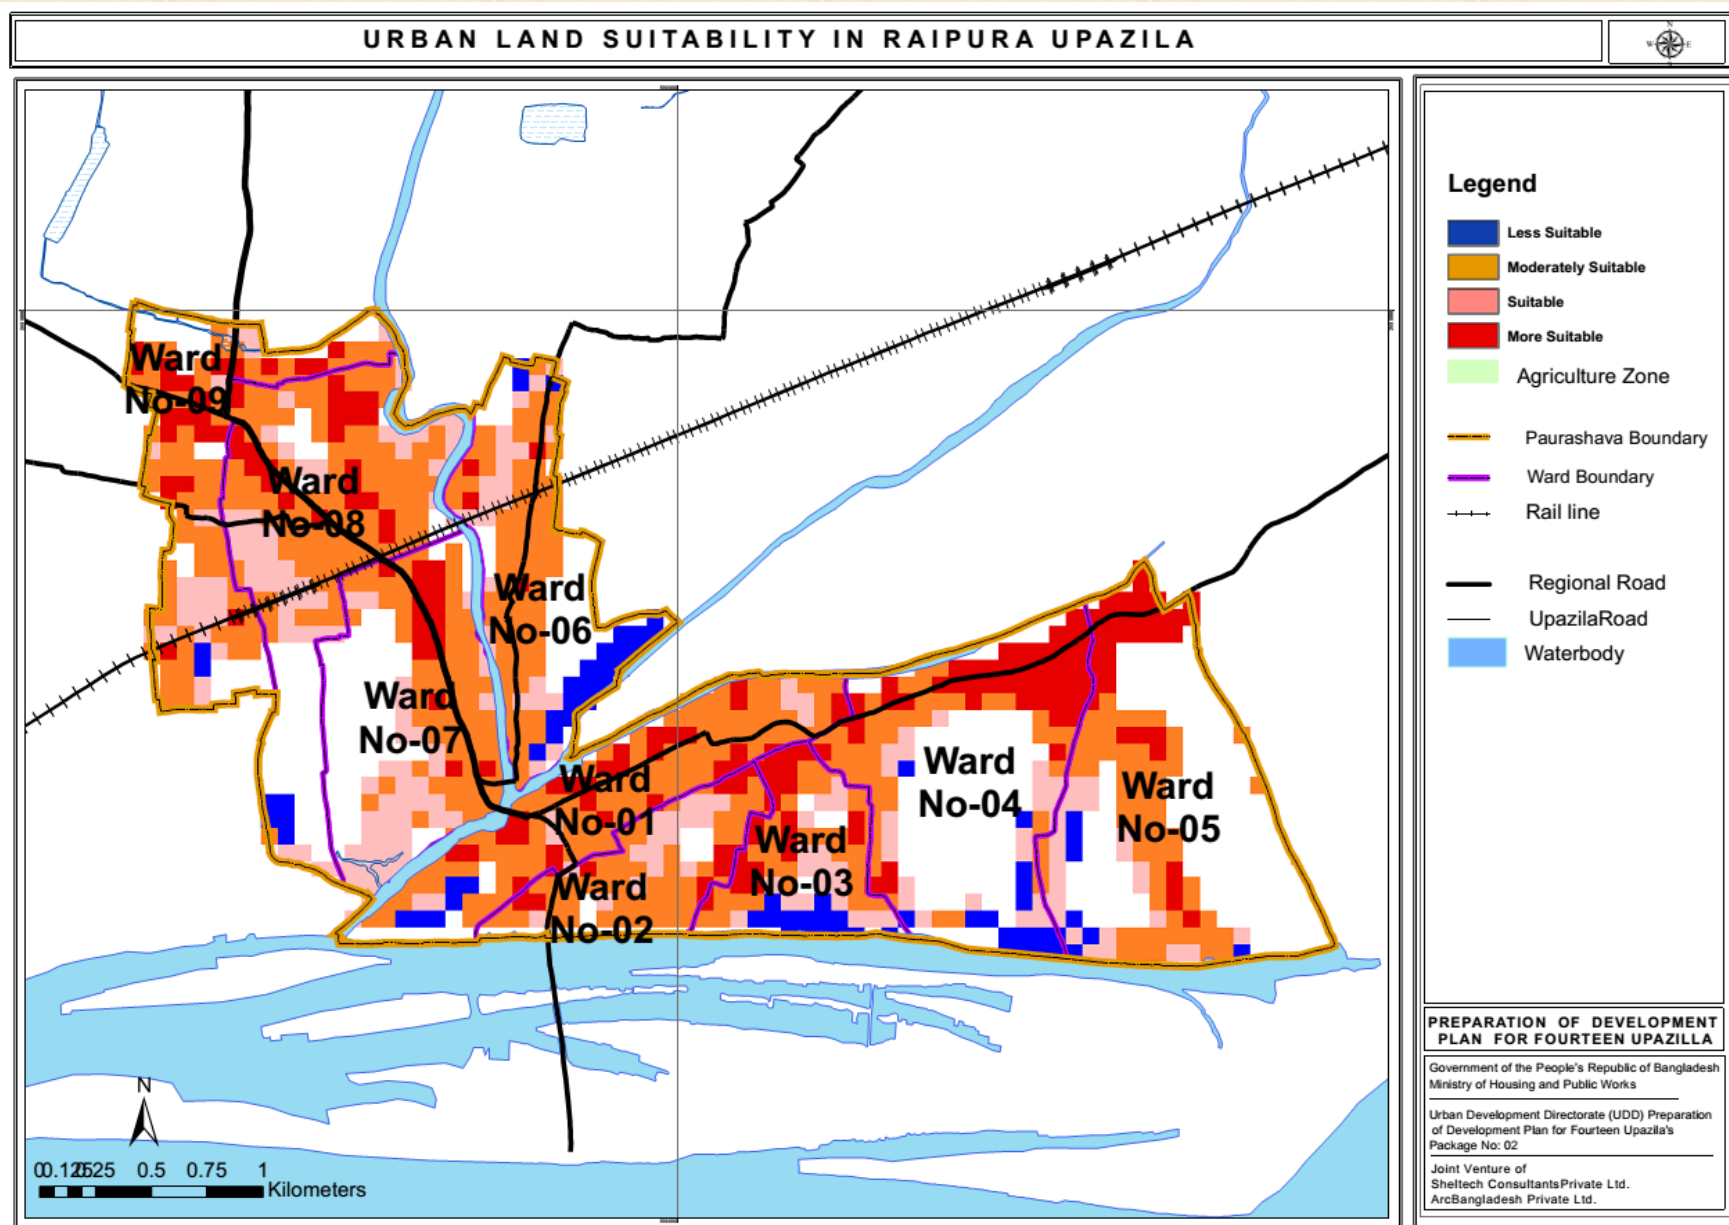 URBAN LAND SUITABILITY IN RAIPURA UPAZILA
N
W E
Ward
No-09
Ward
No-08
Ward
No-06
Ward
No-07
Ward
No-01
Ward
No-02
Ward
No-03
Ward
No-04
Ward
No-05
N
0 0.125 0.25 0.5 0.75 1
Kilometers
Legend
Less Suitable
Moderately Suitable
Suitable
More Suitable
Agriculture Zone
Paurashava Boundary
Ward Boundary
Rail line
Regional Road
UpazilaRoad
Waterbody
PREPARATION OF DEVELOPMENT
PLAN FOR FOURTEEN UPAZILLA
Government of the People's Republic of Bangladesh
Ministry of Housing and Public Works
Urban Development Directorate (UDD) Preparation
of Development Plan for Fourteen Upazila's
Package No: 02
Joint Venture of
Sheltech ConsultantsPrivate Ltd.
ArcBangladesh Private Ltd.